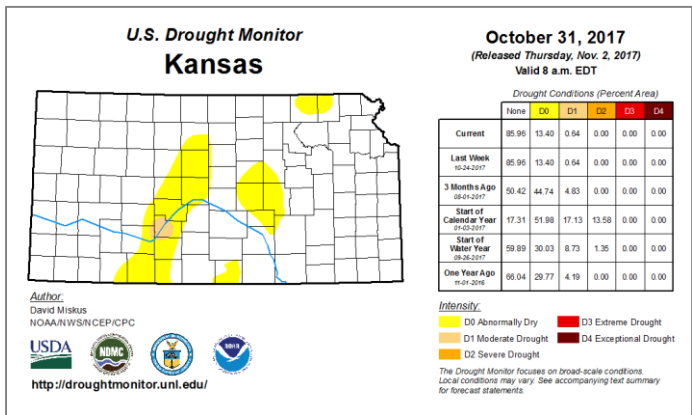 U.S. Drought Monitor
Kansas
October 31, 2017
(Released Thursday, Nov. 2, 2017)
Valid 8 a.m. EDT
Drought Conditions (Percent Area)
None D0 D1 D2 D3 D4
Current 85.96 13.40 0.64 0.00 0.00 0.00
Last Week
10-24-2017
85.96 13.40 0.64 0.00 0.00 0.00
3 Months Ago
08-01-2017
50.42 44.74 4.83 0.00 0.00 0.00
Start of
Calendar Year
01-03-2017
17.31 51.98 17.13 13.58 0.00 0.00
Start of
Water Year
09-26-2017
59.89 30.03 8.73 1.35 0.00 0.00
One Year Ago
11-01-2016
66.04 29.77 4.19 0.00 0.00 0.00
Intensity:
D0 Abnormally Dry
D1 Moderate Drought
D2 Severe Drought
D3 Extreme Drought
D4 Exceptional Drought
The Drought Monitor focuses on broad-scale conditions.
Local conditions may vary. See accompanying text summary
for forecast statements.
Author:
David Miskus
NOAA/NWS/NCEP/CPC
USDA
NDMC
NOAA
http://droughtmonitor.unl.edu/